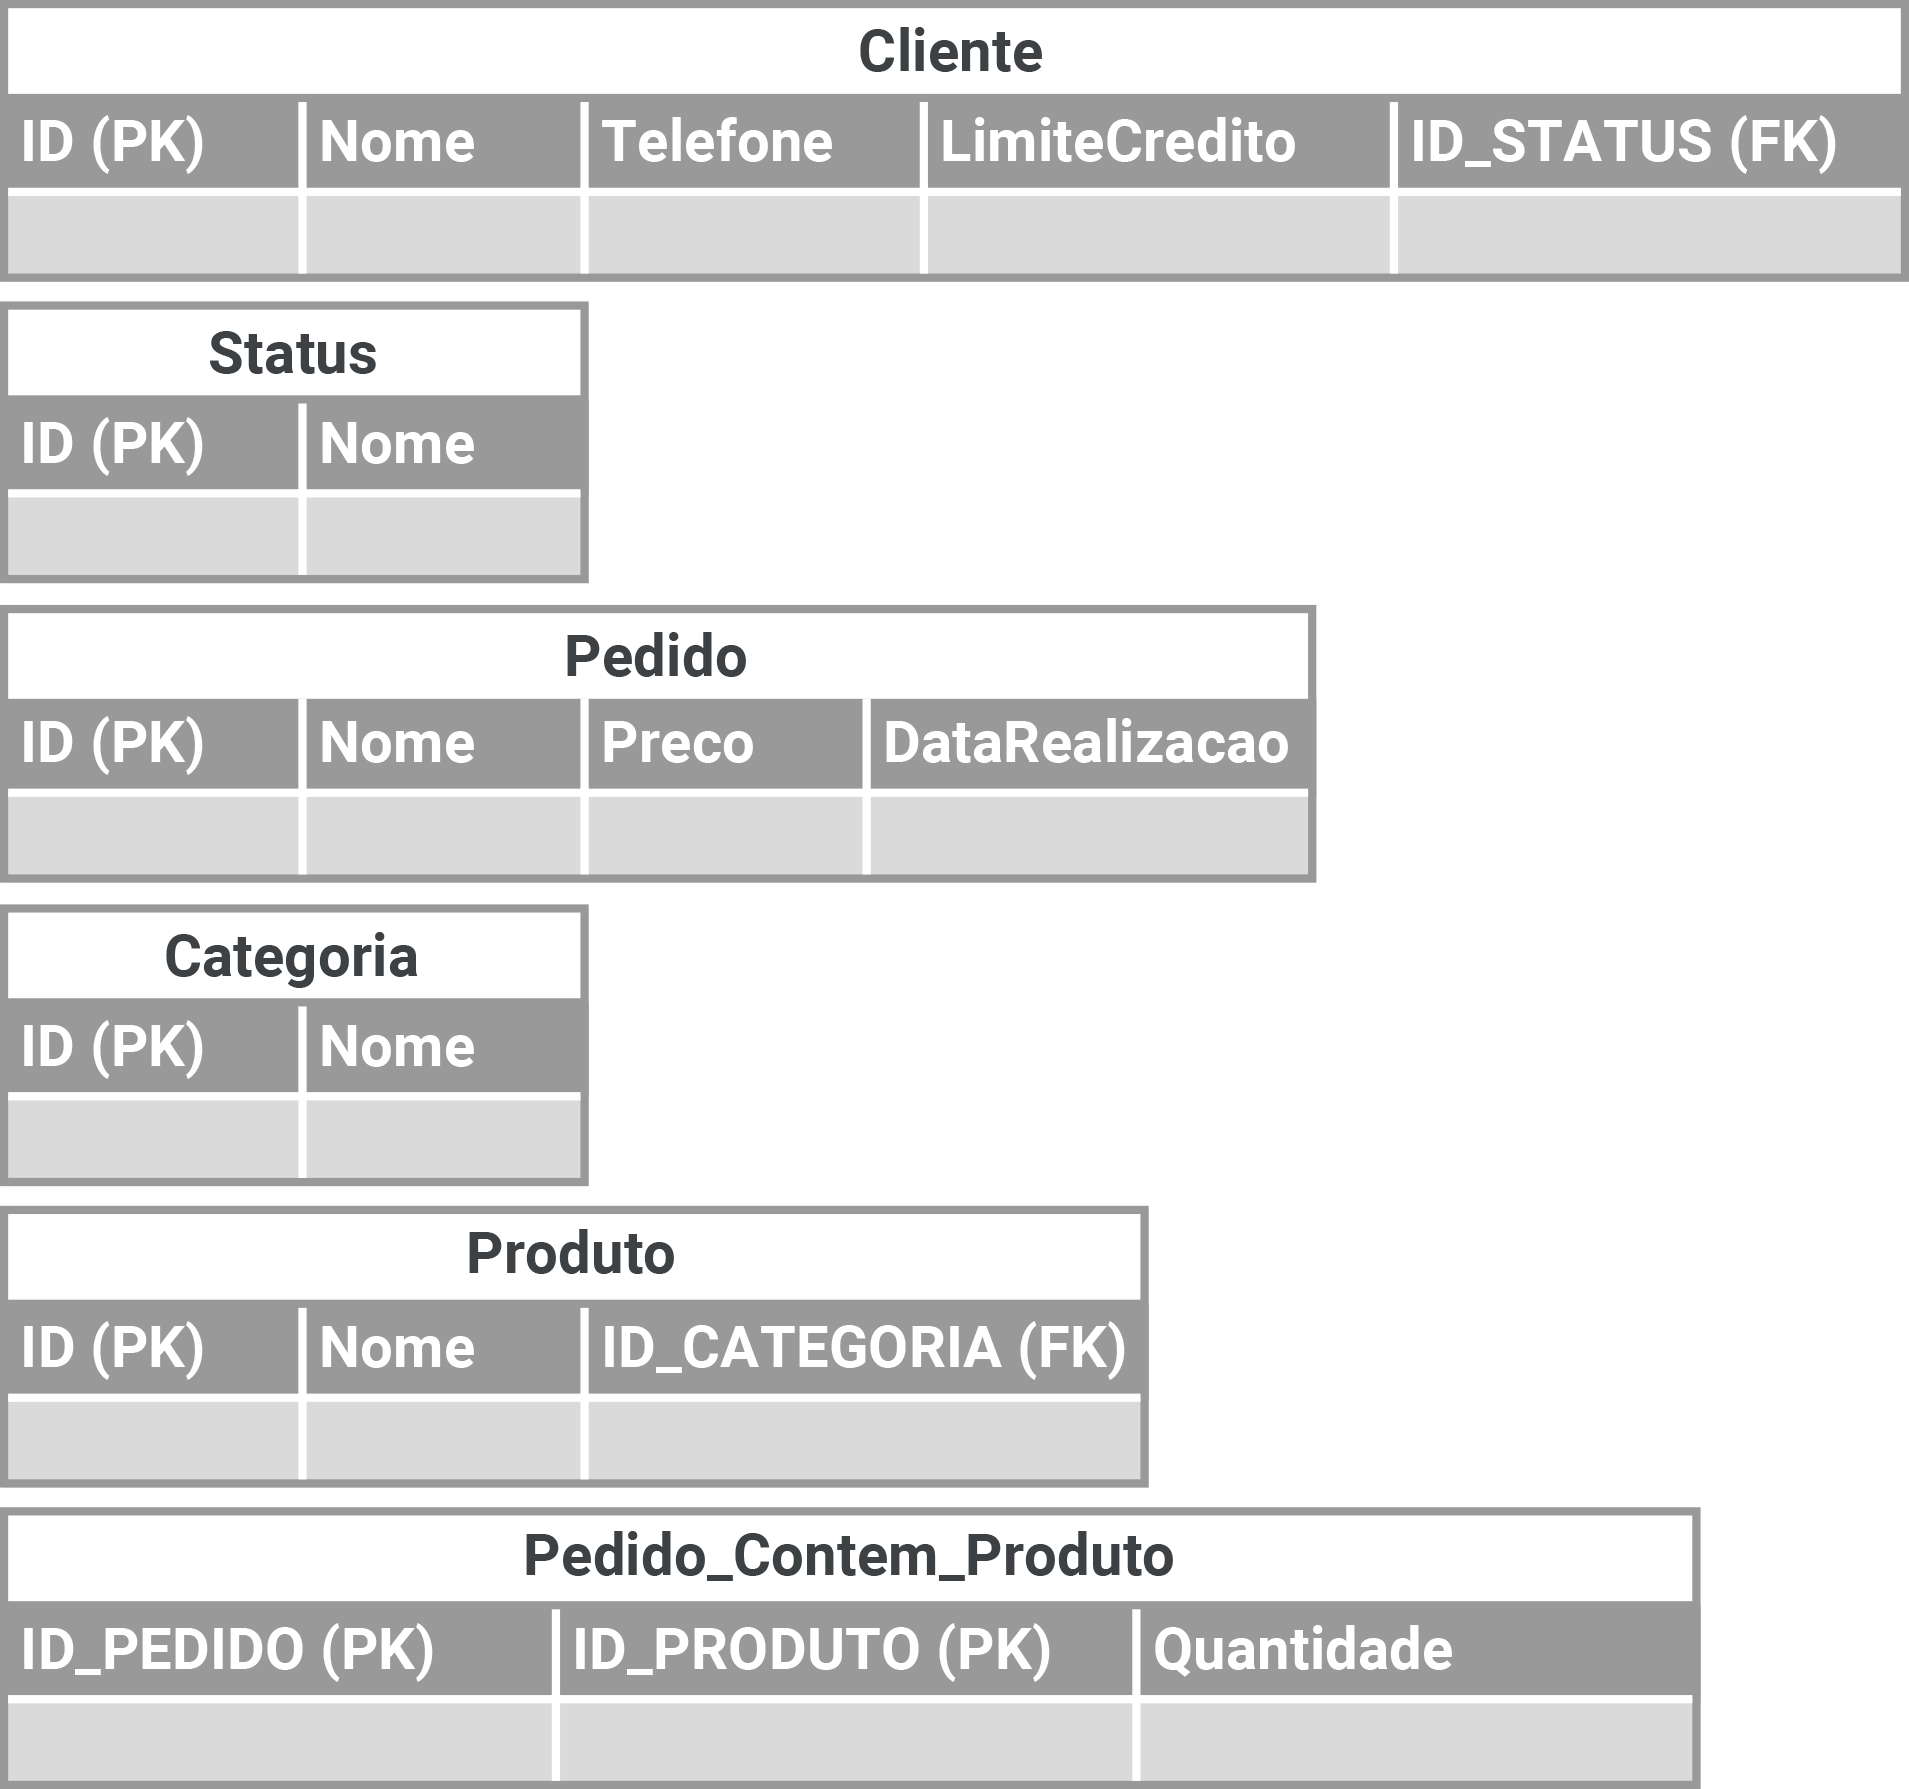 Cliente
ID (PK) Nome Telefone LimiteCredito ID_STATUS (FK)
Status
ID (PK) Nome
Pedido
ID (PK) Nome Preco DataRealizacao
Categoria
ID (PK) Nome
Produto
ID (PK) Nome ID_CATEGORIA (FK)
Pedido_Contem_Produto
ID_PEDIDO (PK) ID_PRODUTO (PK) Quantidade